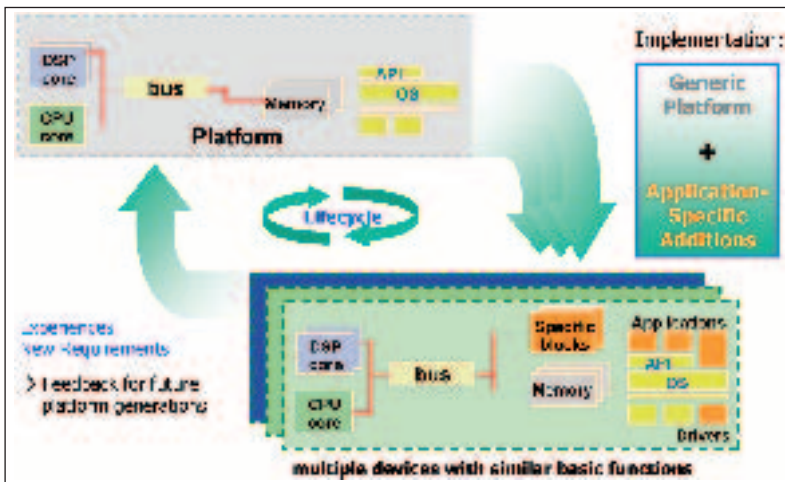 Implementation:
DSP
core
bus
API
OS
Memory
CPU
core
Platform
Generic
Platform
+
Application-
Specific
Additions
Lifecycle
Experiences
New Requirements
> Feedback for future
platform generations
DSP
core
bus
CPU
core
Specific
blocks
Memory
Applications
API
OS
Drivers
multiple devices with similar basic functions